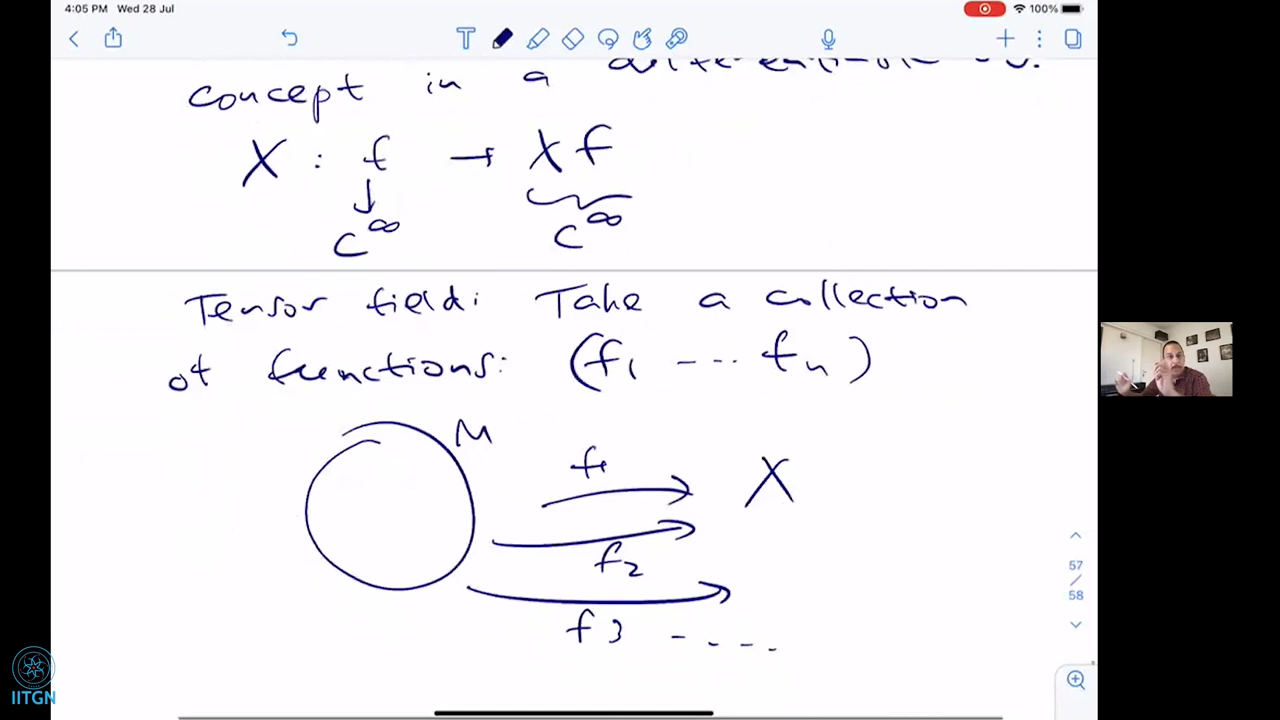 4:05 PM Wed 28 Jul
100%
concept in a
X : f → Xf
C∞ C∞
Tensor field: Take a collection
of functions: (f1 --- fn)
M
f1
X
f2
f3 - - - -
57
/
58
IITGN